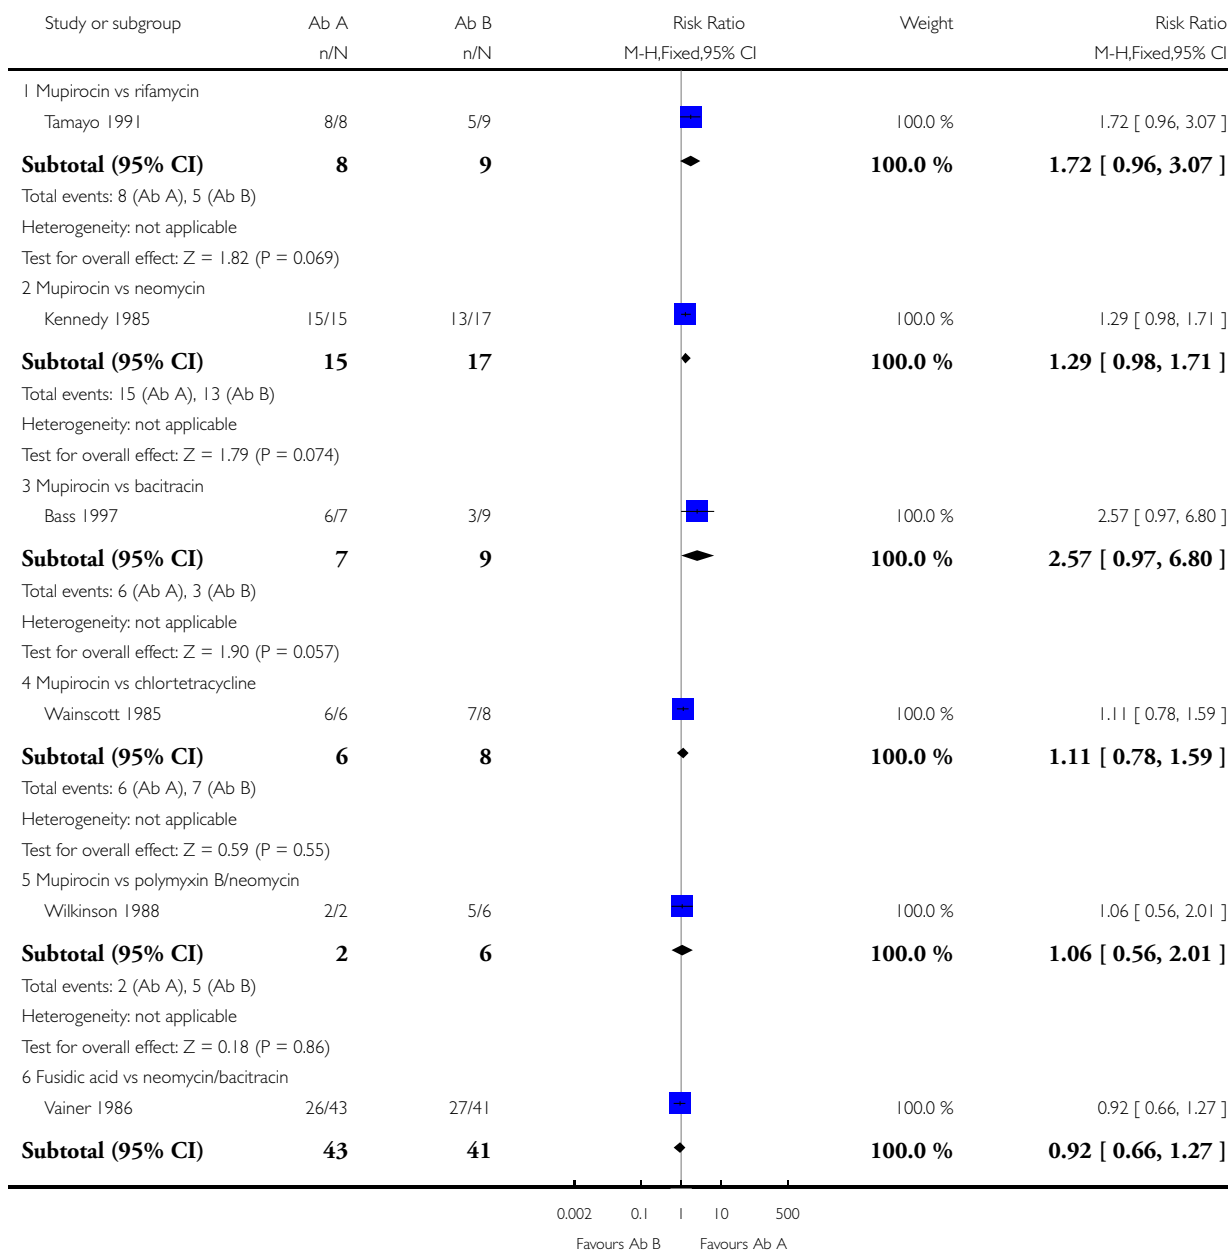 Study or subgroup Ab A Ab B Risk Ratio Weight Risk Ratio
n/N n/N M-H,Fixed,95% CI M-H,Fixed,95% CI
1 Mupirocin vs rifamycin
Tamayo 1991 8/8 5/9 100.0 % 1.72 [ 0.96, 3.07 ]
Subtotal (95% CI) 8 9 100.0 % 1.72 [ 0.96, 3.07 ]
Total events: 8 (Ab A), 5 (Ab B)
Heterogeneity: not applicable
Test for overall effect: Z = 1.82 (P = 0.069)
2 Mupirocin vs neomycin
Kennedy 1985 15/15 13/17 100.0 % 1.29 [ 0.98, 1.71 ]
Subtotal (95% CI) 15 17 100.0 % 1.29 [ 0.98, 1.71 ]
Total events: 15 (Ab A), 13 (Ab B)
Heterogeneity: not applicable
Test for overall effect: Z = 1.79 (P = 0.074)
3 Mupirocin vs bacitracin
Bass 1997 6/7 3/9 100.0 % 2.57 [ 0.97, 6.80 ]
Subtotal (95% CI) 7 9 100.0 % 2.57 [ 0.97, 6.80 ]
Total events: 6 (Ab A), 3 (Ab B)
Heterogeneity: not applicable
Test for overall effect: Z = 1.90 (P = 0.057)
4 Mupirocin vs chlortetracycline
Wainscott 1985 6/6 7/8 100.0 % 1.11 [ 0.78, 1.59 ]
Subtotal (95% CI) 6 8 100.0 % 1.11 [ 0.78, 1.59 ]
Total events: 6 (Ab A), 7 (Ab B)
Heterogeneity: not applicable
Test for overall effect: Z = 0.59 (P = 0.55)
5 Mupirocin vs polymyxin B/neomycin
Wilkinson 1988 2/2 5/6 100.0 % 1.06 [ 0.56, 2.01 ]
Subtotal (95% CI) 2 6 100.0 % 1.06 [ 0.56, 2.01 ]
Total events: 2 (Ab A), 5 (Ab B)
Heterogeneity: not applicable
Test for overall effect: Z = 0.18 (P = 0.86)
6 Fusidic acid vs neomycin/bacitracin
Vainer 1986 26/43 27/41 100.0 % 0.92 [ 0.66, 1.27 ]
Subtotal (95% CI) 43 41 100.0 % 0.92 [ 0.66, 1.27 ]
0.002 0.1 1 10 500
Favours Ab B Favours Ab A